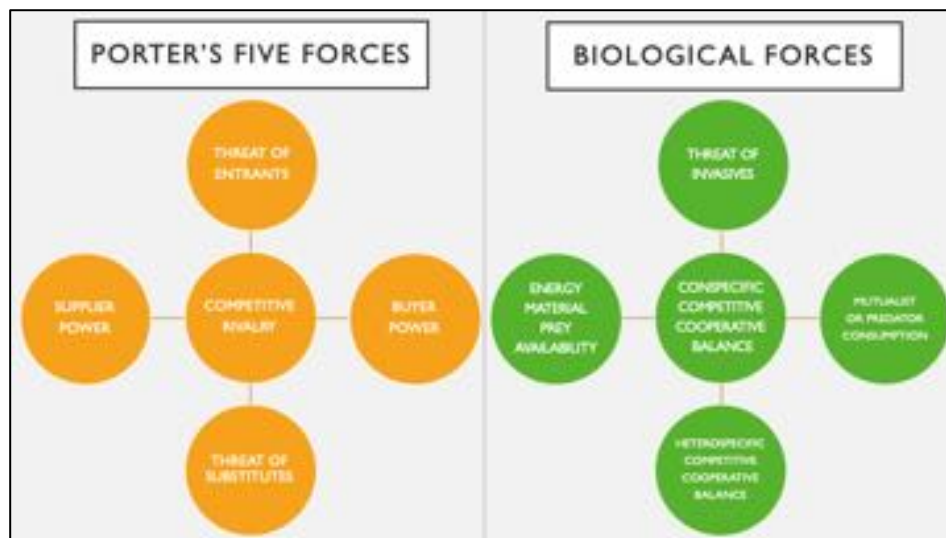 PORTER'S FIVE FORCES
THREAT OF
ENTRANTS
SUPPLIER
POWER
COMPETITIVE
RIVALRY
BUYER
POWER
THREAT OF
SUBSTITUTES
BIOLOGICAL FORCES
THREAT OF
INVASIVES
ENERGY
MATERIAL
PREY
AVAILABILITY
CONSPECIFIC
COMPETITIVE
COOPERATIVE
BALANCE
MUTUALIST
OR PREDATOR
CONSUMPTION
HETEROSPECIFIC
COMPETITIVE
COOPERATIVE
BALANCE